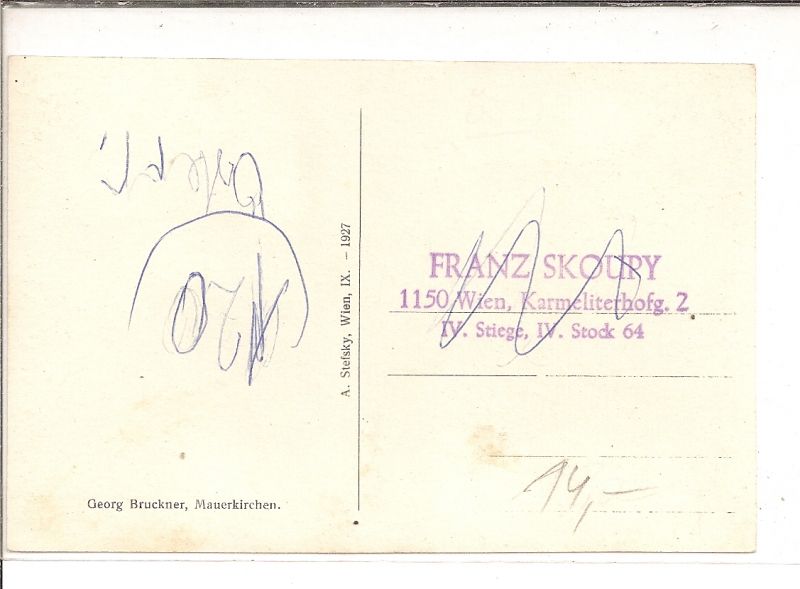 A. Stefsky, Wien, IX. – 1927
FRANZ SKOUPY
1150 Wien, Karmeliterhofg. 2
IV. Stiege, IV. Stock 64
14,–
Georg Bruckner, Mauerkirchen.